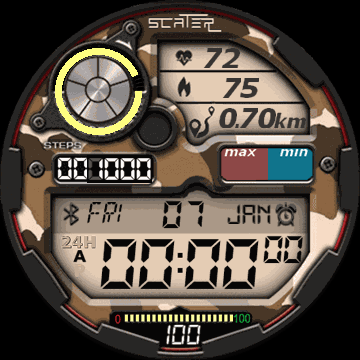 SCATER
72
75
0.70km
STEPS
001000
max min
FRI 07 JAN
24H
A
00:00 00
0 100
100